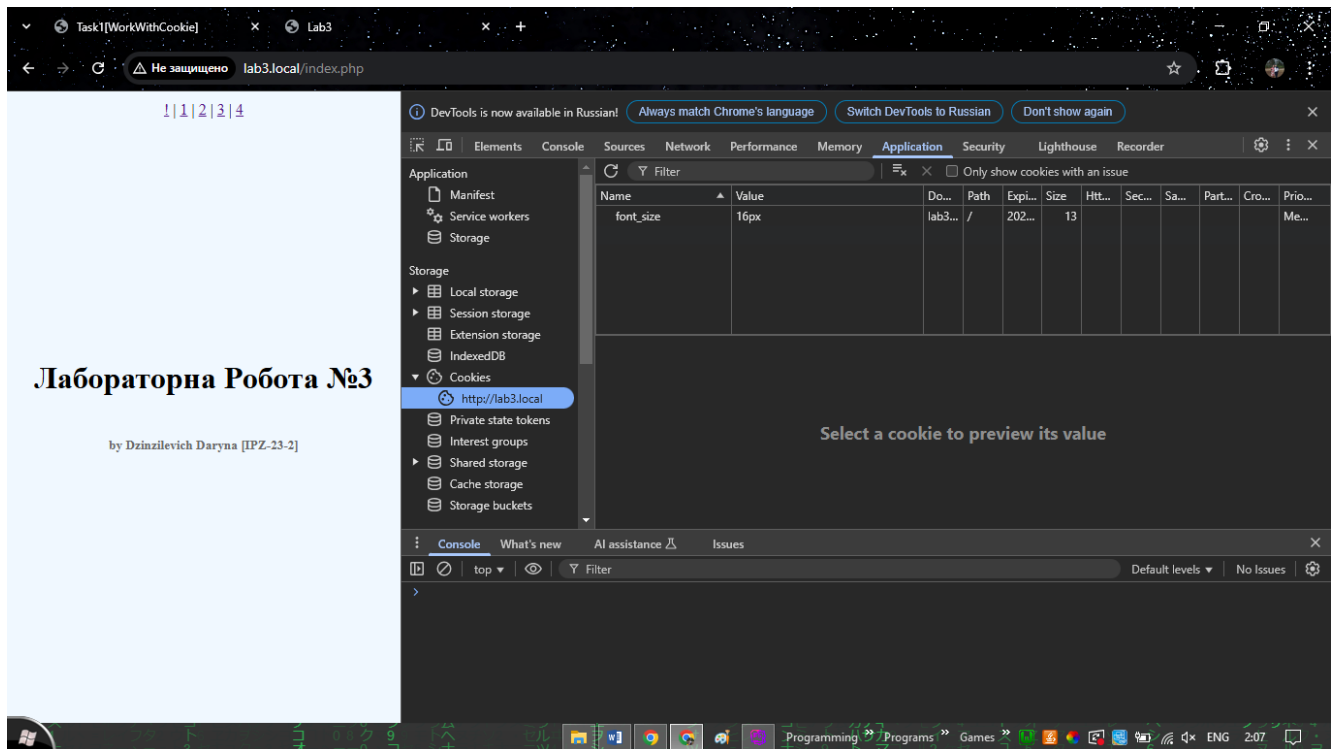 Task1[WorkWithCookie]
Lab3
Не защищено lab3.local/index.php
! | 1 | 2 | 3 | 4
Лабораторна Робота №3
by Dzinzilevich Daryna [IPZ-23-2]
DevTools is now available in Russian! Always match Chrome's language Switch DevTools to Russian Don't show again
Elements Console Sources Network Performance Memory Application Security Lighthouse Recorder
Application
Manifest
Service workers
Storage
Storage
Local storage
Session storage
Extension storage
IndexedDB
Cookies
http://lab3.local
Private state tokens
Interest groups
Shared storage
Cache storage
Storage buckets
Filter Only show cookies with an issue
Name Value Do... Path Expi... Size Htt... Sec... Sa... Part... Cro... Prio...
font_size 16px lab3... / 202... 13 Me...
Select a cookie to preview its value
Console What's new AI assistance Issues
top Filter Default levels No Issues
Programming Programs Games ENG 2:07